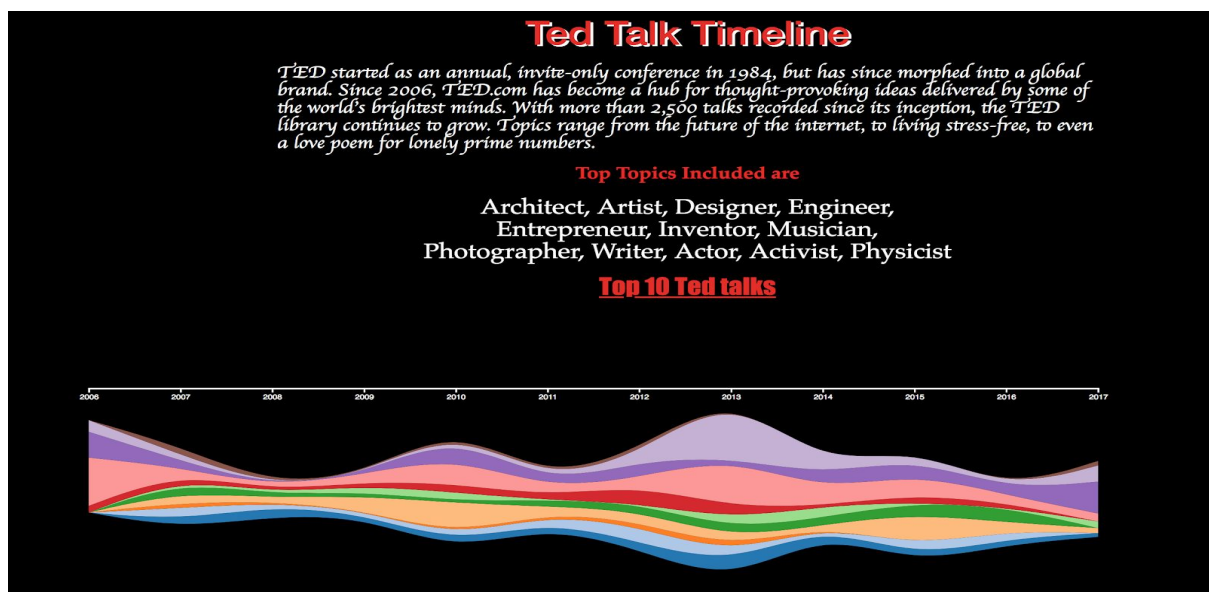 Ted Talk Timeline
TED started as an annual, invite-only conference in 1984, but has since morphed into a global
brand. Since 2006, TED.com has become a hub for thought-provoking ideas delivered by some of
the world's brightest minds. With more than 2,500 talks recorded since its inception, the TED
library continues to grow. Topics range from the future of the internet, to living stress-free, to even
a love poem for lonely prime numbers.
Top Topics Included are
Architect, Artist, Designer, Engineer,
Entrepreneur, Inventor, Musician,
Photographer, Writer, Actor, Activist, Physicist
Top 10 Ted talks
2006 2007 2008 2009 2010 2011 2012 2013 2014 2015 2016 2017